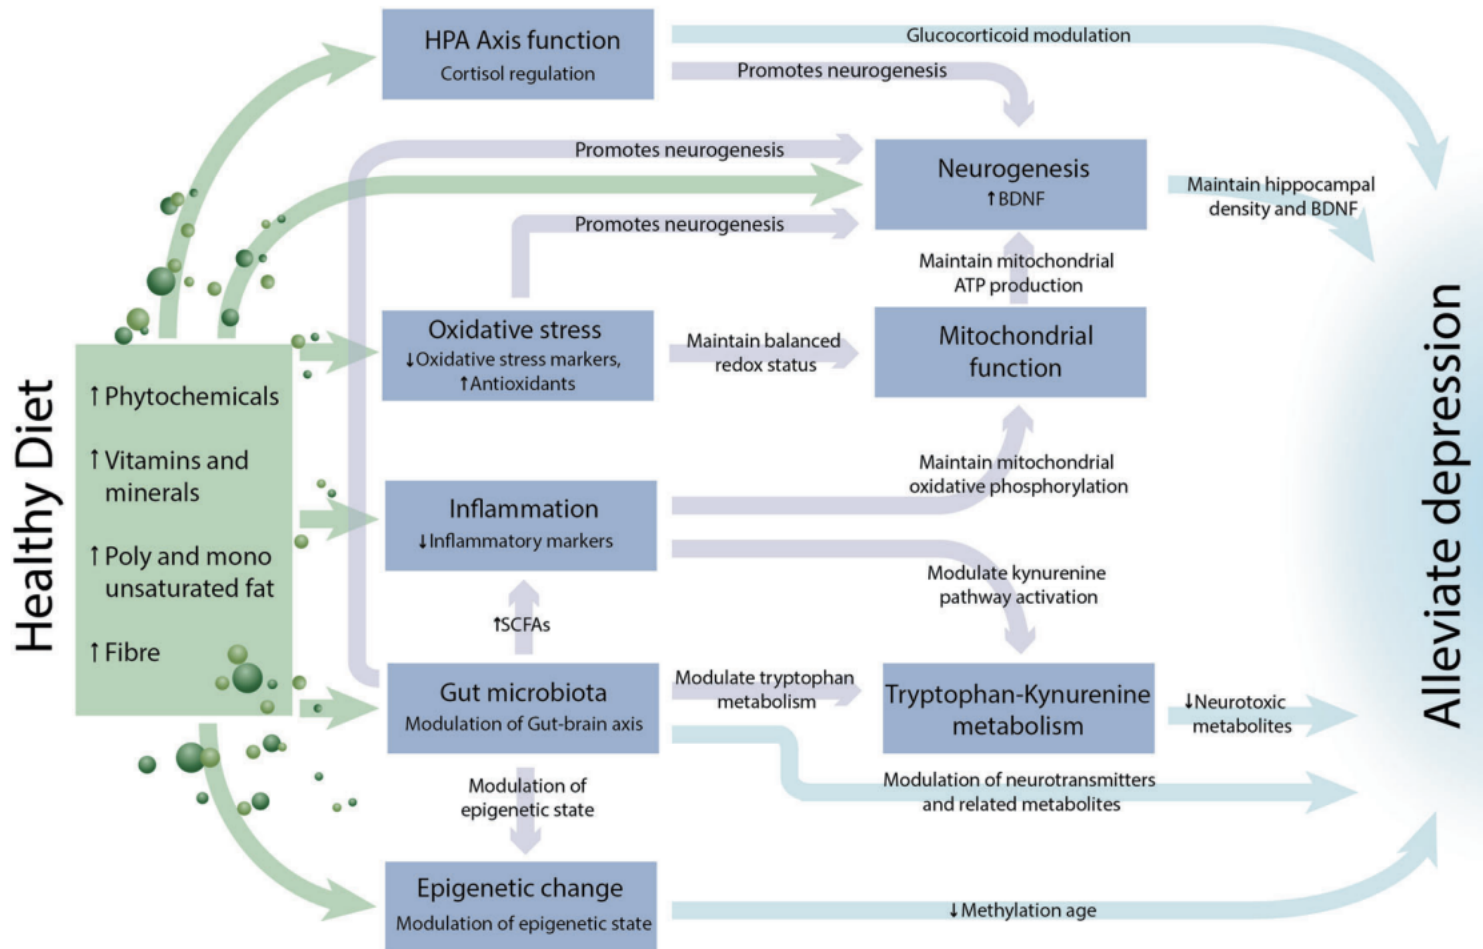 Healthy Diet
↑ Phytochemicals
↑ Vitamins and
minerals
↑ Poly and mono
unsaturated fat
↑ Fibre
HPA Axis function
Cortisol regulation
Glucocorticoid modulation
Promotes neurogenesis
Promotes neurogenesis
Neurogenesis
↑BDNF
Maintain hippocampal
density and BDNF
Promotes neurogenesis
Maintain mitochondrial
ATP production
Oxidative stress
↓Oxidative stress markers,
↑Antioxidants
Maintain balanced
redox status
Mitochondrial
function
Maintain mitochondrial
oxidative phosphorylation
Inflammation
↓Inflammatory markers
Modulate kynurenine
pathway activation
↑SCFAs
Gut microbiota
Modulation of Gut-brain axis
Modulate tryptophan
metabolism
Tryptophan-Kynurenine
metabolism
↓Neurotoxic
metabolites
Modulation of neurotransmitters
and related metabolites
Modulation of
epigenetic state
Epigenetic change
Modulation of epigenetic state
↓Methylation age
Alleviate depression